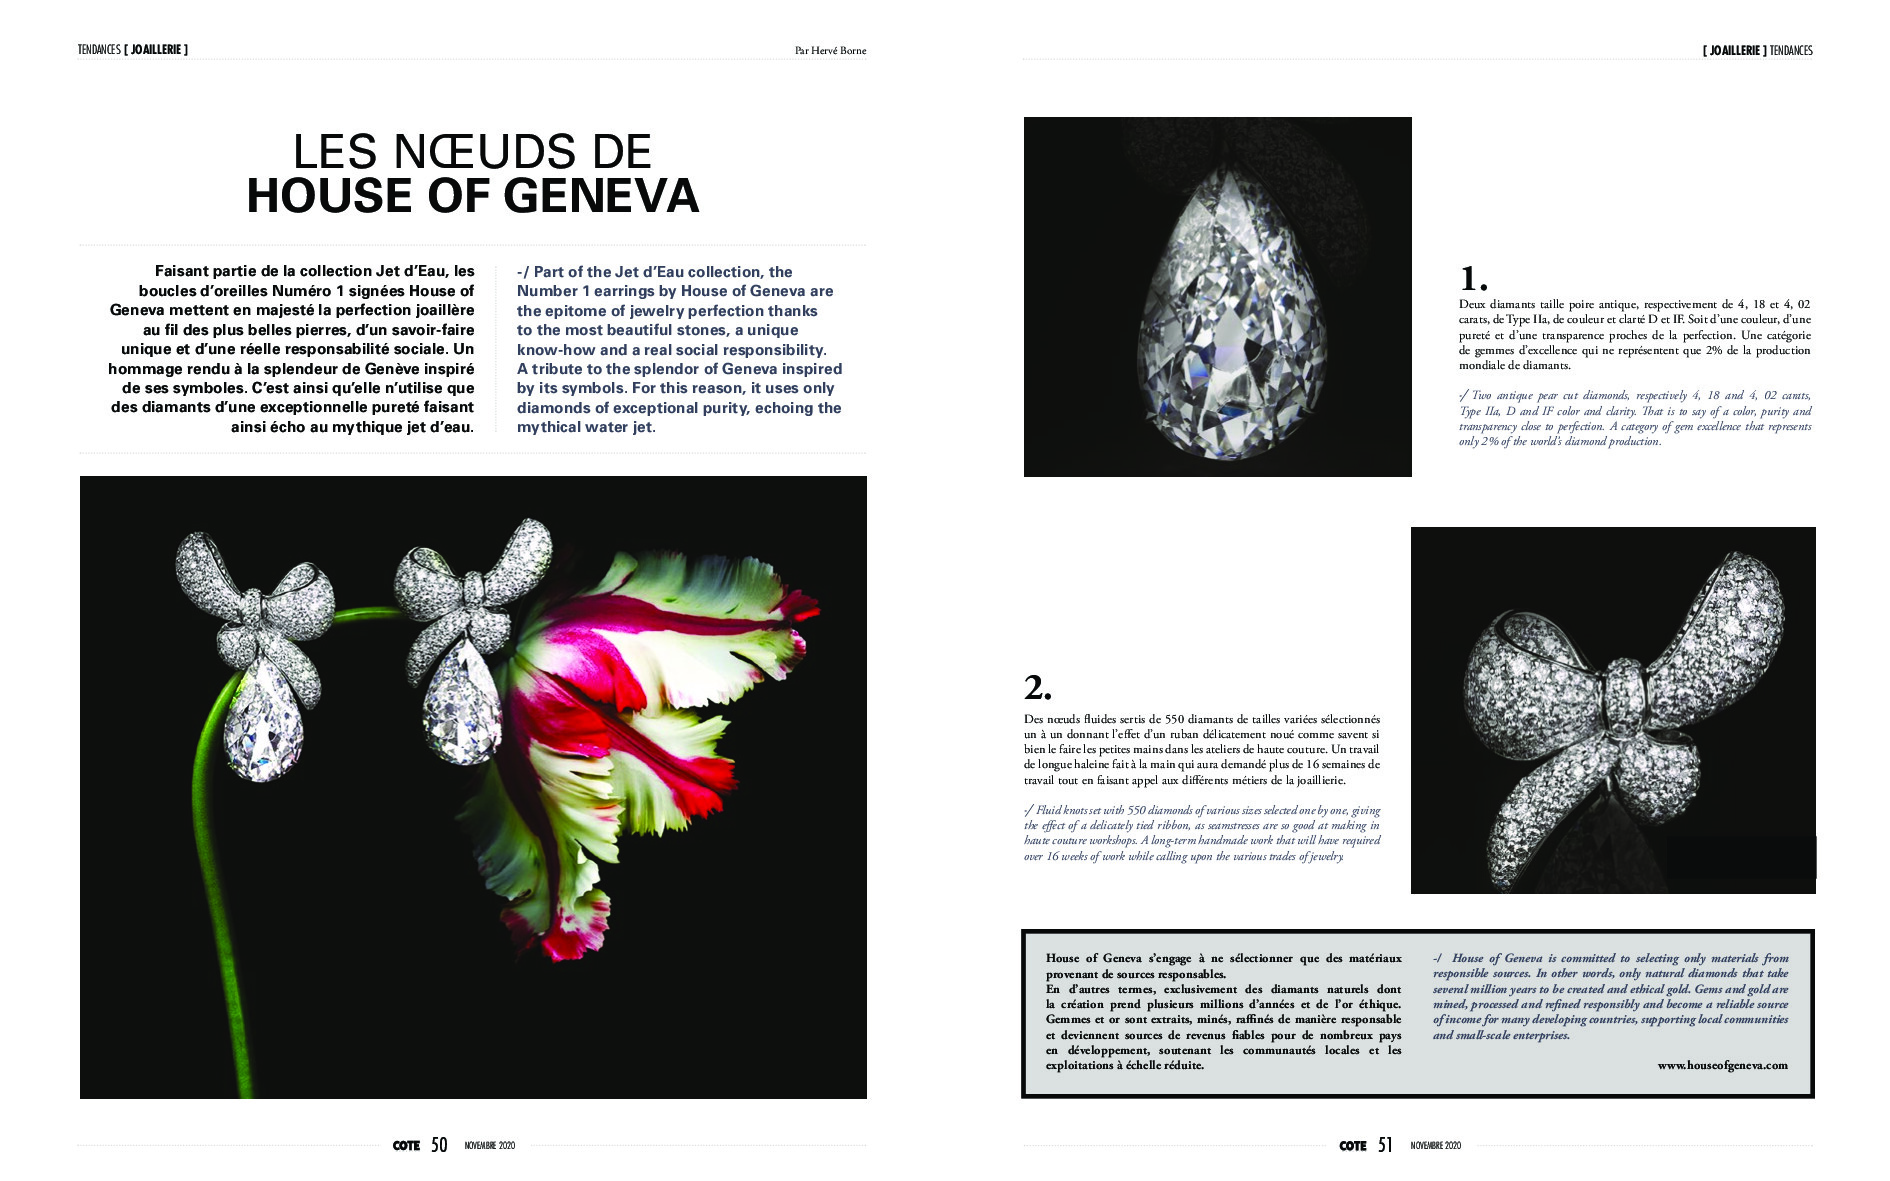 TENDANCES [ JOAILLERIE ]
Par Hervé Borne
LES NŒUDS DE
HOUSE OF GENEVA
Faisant partie de la collection Jet d’Eau, les
boucles d’oreilles Numéro 1 signées House of
Geneva mettent en majesté la perfection joaillère
au fil des plus belles pierres, d’un savoir-faire
unique et d’une réelle responsabilité sociale. Un
hommage rendu à la splendeur de Genève inspiré
de ses symboles. C’est ainsi qu’elle n’utilise que
des diamants d’une exceptionnelle pureté faisant
ainsi écho au mythique jet d’eau.
-/ Part of the Jet d’Eau collection, the
Number 1 earrings by House of Geneva are
the epitome of jewelry perfection thanks
to the most beautiful stones, a unique
know-how and a real social responsibility.
A tribute to the splendor of Geneva inspired
by its symbols. For this reason, it uses only
diamonds of exceptional purity, echoing the
mythical water jet.
COTE 50 NOVEMBRE 2020
[ JOAILLERIE ] TENDANCES
1.
Deux diamants taille poire antique, respectivement de 4, 18 et 4, 02
carats, de Type IIa, de couleur et clarté D et IF. Soit d’une couleur, d’une
pureté et d’une transparence proches de la perfection. Une catégorie
de gemmes d’excellence qui ne représentent que 2% de la production
mondiale de diamants.
-/ Two antique pear cut diamonds, respectively 4, 18 and 4, 02 carats,
Type IIa, D and IF color and clarity. That is to say of a color, purity and
transparency close to perfection. A category of gem excellence that represents
only 2% of the world’s diamond production.
2.
Des nœuds fluides sertis de 550 diamants de tailles variées sélectionnés
un à un donnant l’effet d’un ruban délicatement noué comme savent si
bien le faire les petites mains dans les ateliers de haute couture. Un travail
de longue haleine fait à la main qui aura demandé plus de 16 semaines de
travail tout en faisant appel aux différents métiers de la joaillierie.
-/ Fluid knots set with 550 diamonds of various sizes selected one by one, giving
the effect of a delicately tied ribbon, as seamstresses are so good at making in
haute couture workshops. A long-term handmade work that will have required
over 16 weeks of work while calling upon the various trades of jewelry.
House of Geneva s’engage à ne sélectionner que des matériaux
provenant de sources responsables.
En d’autres termes, exclusivement des diamants naturels dont
la création prend plusieurs millions d’années et de l’or éthique.
Gemmes et or sont extraits, minés, raffinés de manière responsable
et deviennent sources de revenus fiables pour de nombreux pays
en développement, soutenant les communautés locales et les
exploitations à échelle réduite.
-/ House of Geneva is committed to selecting only materials from
responsible sources. In other words, only natural diamonds that take
several million years to be created and ethical gold. Gems and gold are
mined, processed and refined responsibly and become a reliable source
of income for many developing countries, supporting local communities
and small-scale enterprises.
www.houseofgeneva.com
COTE 51 NOVEMBRE 2020